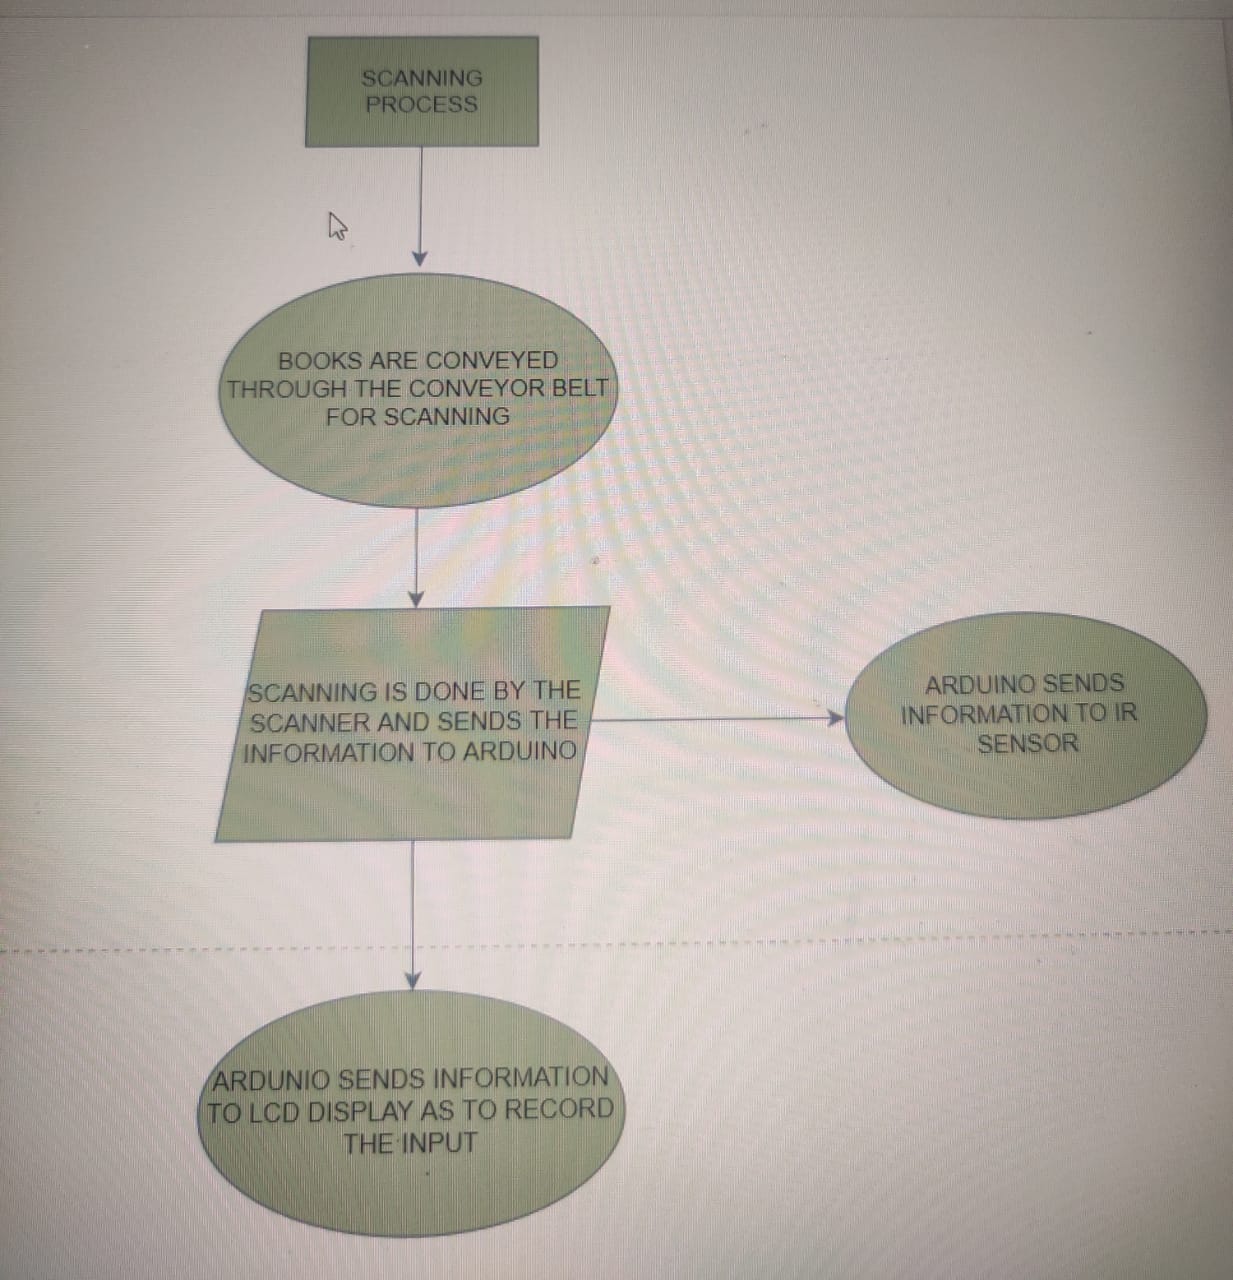 SCANNING
PROCESS
BOOKS ARE CONVEYED
THROUGH THE CONVEYOR BELT
FOR SCANNING
SCANNING IS DONE BY THE
SCANNER AND SENDS THE
INFORMATION TO ARDUINO
ARDUINO SENDS
INFORMATION TO IR
SENSOR
ARDUNIO SENDS INFORMATION
TO LCD DISPLAY AS TO RECORD
THE INPUT